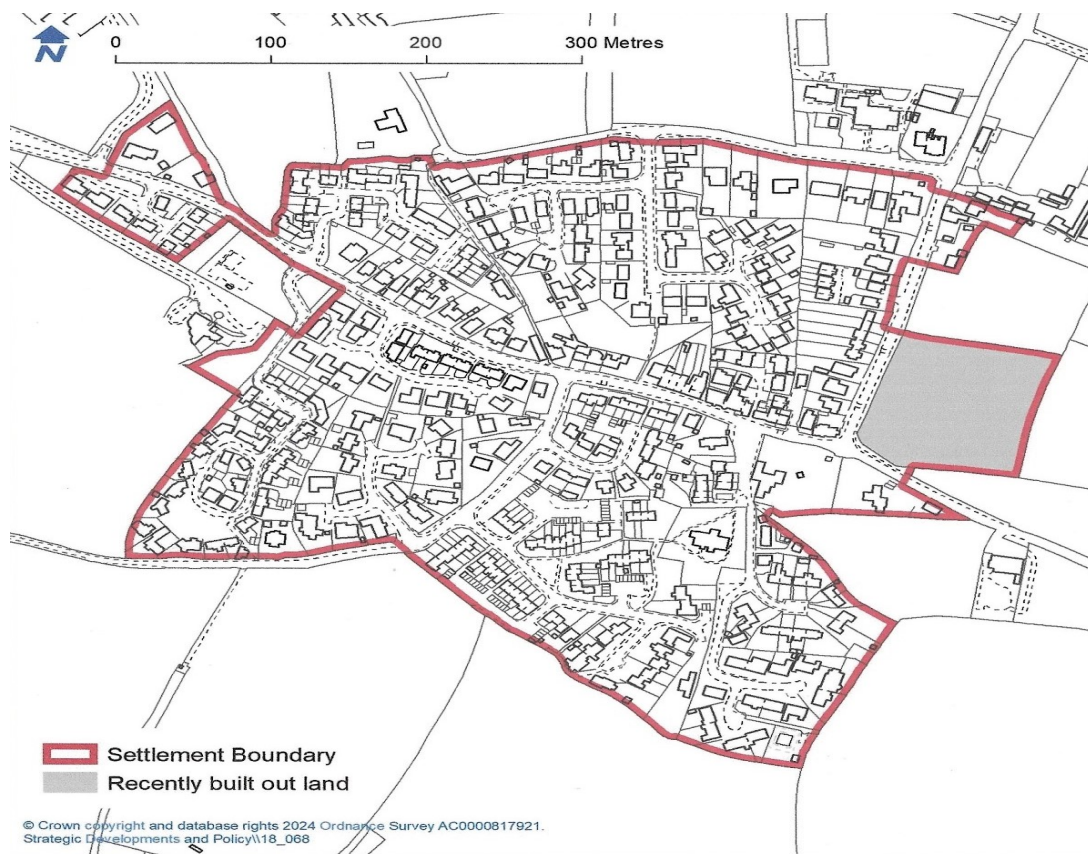 N
0 100 200 300 Metres
Settlement Boundary
Recently built out land
© Crown copyright and database rights 2024 Ordnance Survey AC0000817921.
Strategic Developments and Policy\\18_068